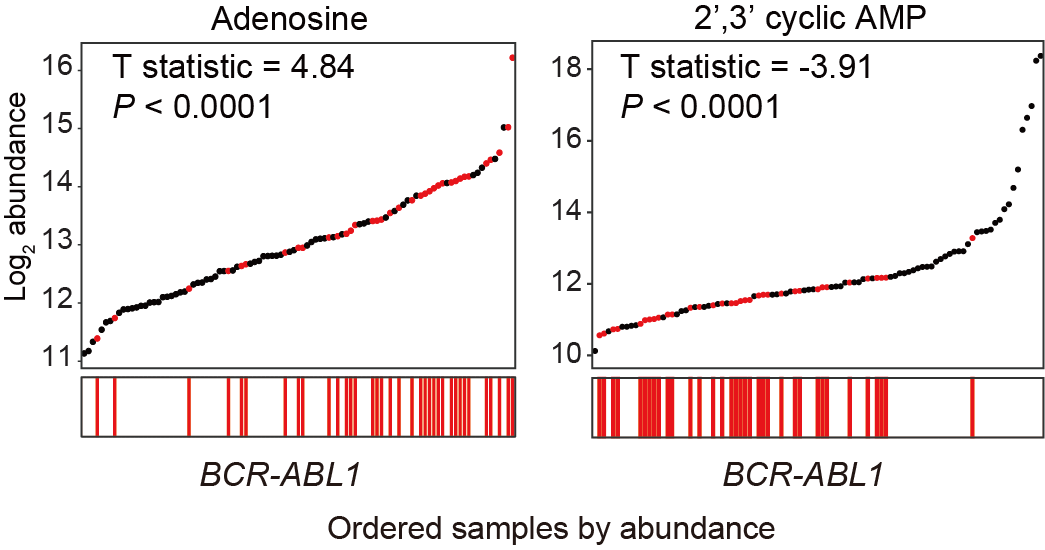 Adenosine
T statistic = 4.84
P < 0.0001
Log2 abundance
16
15
14
13
12
11
BCR-ABL1
2’,3’ cyclic AMP
T statistic = -3.91
P < 0.0001
18
16
14
12
10
BCR-ABL1
Ordered samples by abundance